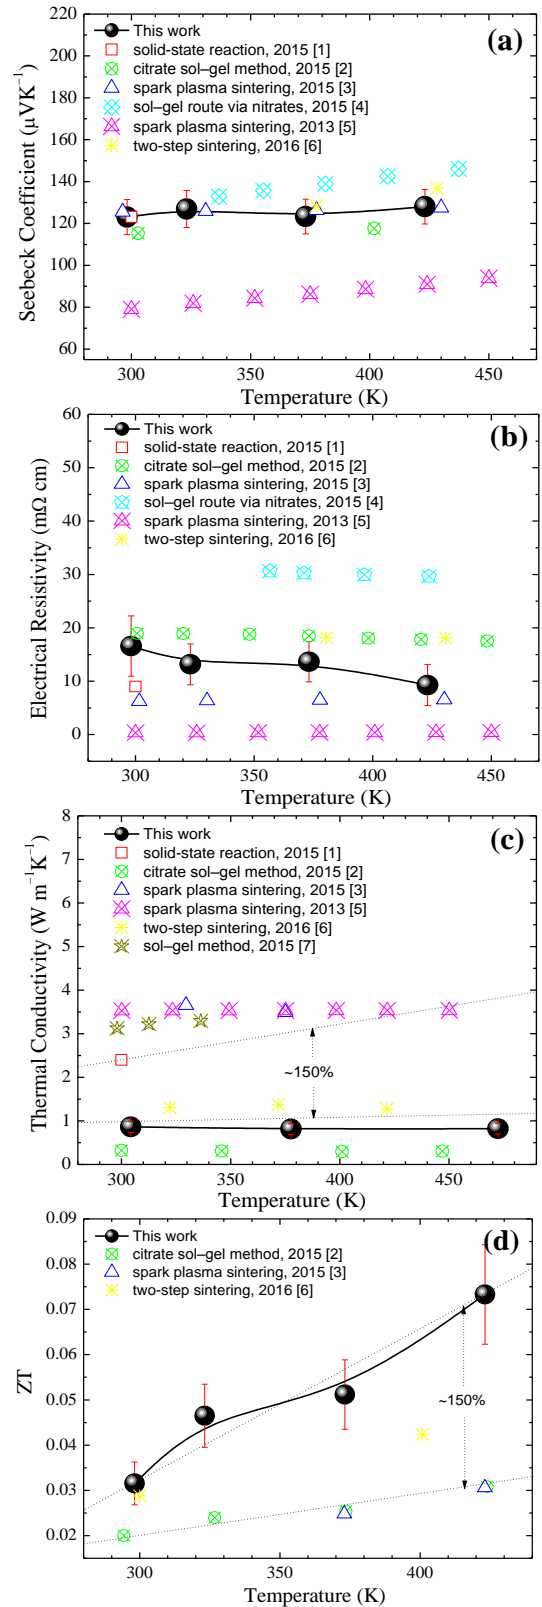 220
200
180
160
140
120
100
80
60
Seebeck Coefficient (µVK⁻¹)
(a)
This work
solid-state reaction, 2015 [1]
citrate sol–gel method, 2015 [2]
spark plasma sintering, 2015 [3]
sol–gel route via nitrates, 2015 [4]
spark plasma sintering, 2013 [5]
two-step sintering, 2016 [6]
300 350 400 450
Temperature (K)
60
50
40
30
20
10
0
Electrical Resistivity (mΩ cm)
(b)
This work
solid-state reaction, 2015 [1]
citrate sol–gel method, 2015 [2]
spark plasma sintering, 2015 [3]
sol–gel route via nitrates, 2015 [4]
spark plasma sintering, 2013 [5]
two-step sintering, 2016 [6]
300 350 400 450
Temperature (K)
8
7
6
5
4
3
2
1
0
Thermal Conductivity (W m⁻¹K⁻¹)
(c)
This work
solid-state reaction, 2015 [1]
citrate sol–gel method, 2015 [2]
spark plasma sintering, 2015 [3]
spark plasma sintering, 2013 [5]
two-step sintering, 2016 [6]
sol–gel method, 2015 [7]
~150%
300 350 400 450
Temperature (K)
0.09
0.08
0.07
0.06
0.05
0.04
0.03
0.02
ZT
(d)
This work
citrate sol–gel method, 2015 [2]
spark plasma sintering, 2015 [3]
two-step sintering, 2016 [6]
~150%
300 350 400
Temperature (K)